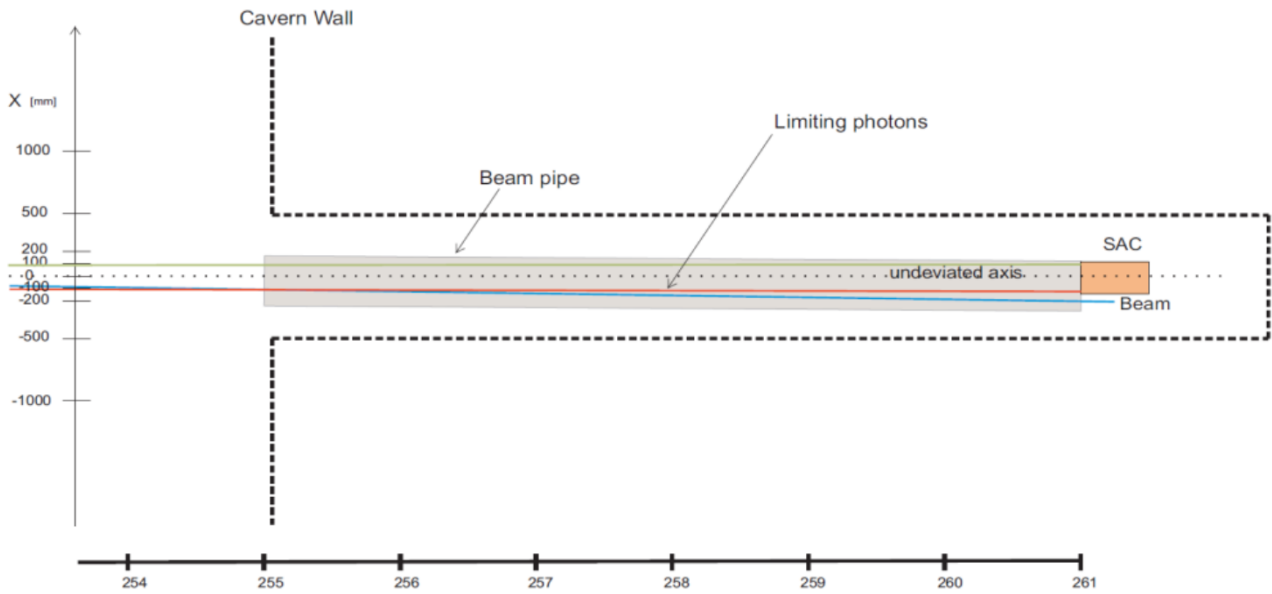 Cavern Wall
X [mm]
Limiting photons
1000
Beam pipe
500
200
SAC
100
undeviated axis
0
-100
-200
Beam
-500
-1000
254 255 256 257 258 259 260 261